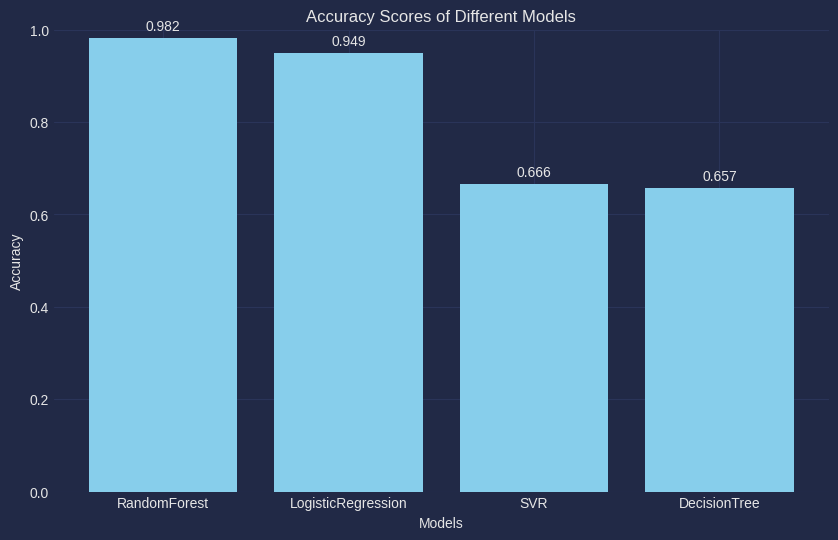 Accuracy Scores of Different Models
0.982
0.949
0.666
0.657
1.0
0.8
0.6
0.4
0.2
0.0
Accuracy
RandomForest LogisticRegression SVR DecisionTree
Models